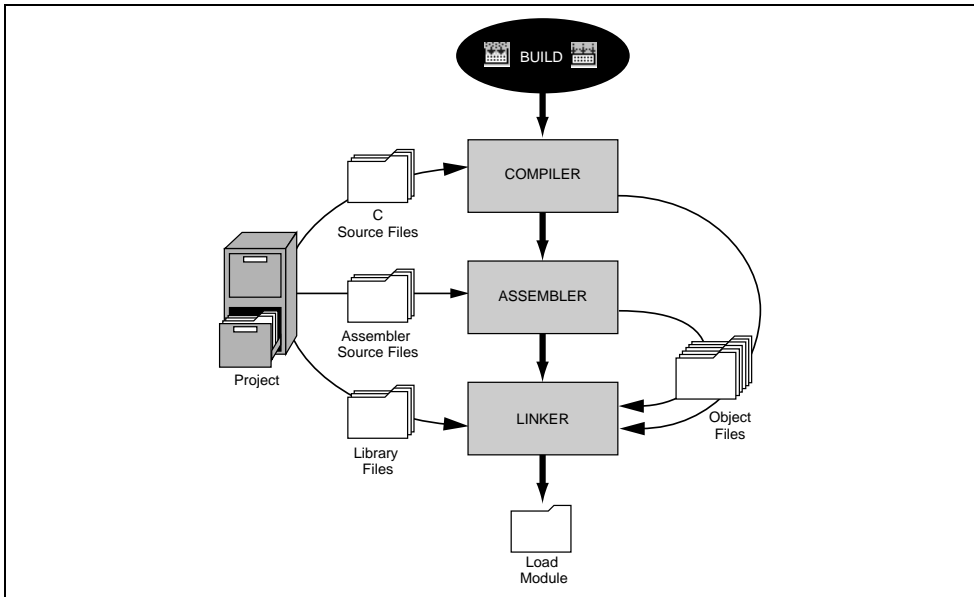 BUILD
COMPILER
C
Source Files
ASSEMBLER
Assembler
Source Files
Project
LINKER
Object
Files
Library
Files
Load
Module